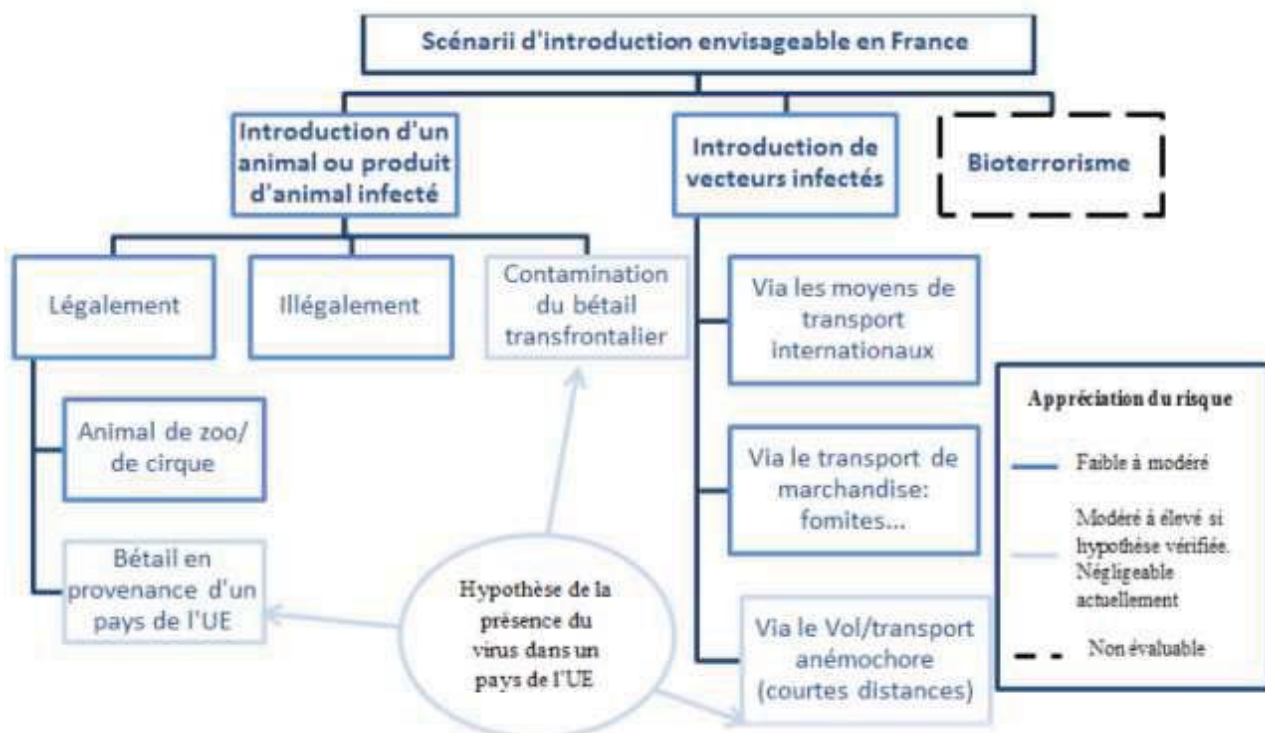 Scénarii d'introduction envisageable en France
Introduction d'un
animal ou produit
d'animal infecté
Introduction de
vecteurs infectés
Bioterrorisme
Légalement
Illégalement
Contamination
du bétail
transfrontalier
Via les moyens de
transport
internationaux
Animal de zoo/
de cirque
Via le transport de
marchandise:
fomites...
Bétail en
provenance d'un
pays de l'UE
Hypothèse de la
présence du
virus dans un
pays de l'UE
Via le Vol/transport
anémochore
(courtes distances)
Appréciation du risque
Faible à modéré
Modéré à élevé si
hypothèse vérifiée.
Négligeable
actuellement
Non évaluable